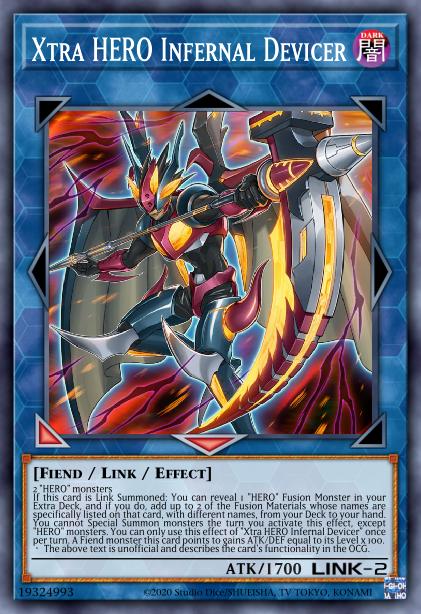 Xtra HERO Infernal Devicer
DARK
闇
[Fiend / Link / Effect]
2 "HERO" monsters
If this card is Link Summoned: You can reveal 1 "HERO" Fusion Monster in your
Extra Deck, and if you do, add up to 2 of the Fusion Materials whose names are
specifically listed on that card, with different names, from your Deck to your hand.
You cannot Special Summon monsters the turn you activate this effect, except
"HERO" monsters. You can only use this effect of "Xtra HERO Infernal Devicer" once
per turn. A Fiend monster this card points to gains ATK/DEF equal to its Level x 100.
· The above text is unofficial and describes the card's functionality in the OCG.
ATK/1700 LINK-2
19324993 ©2020 Studio Dice/SHUEISHA, TV TOKYO, KONAMI